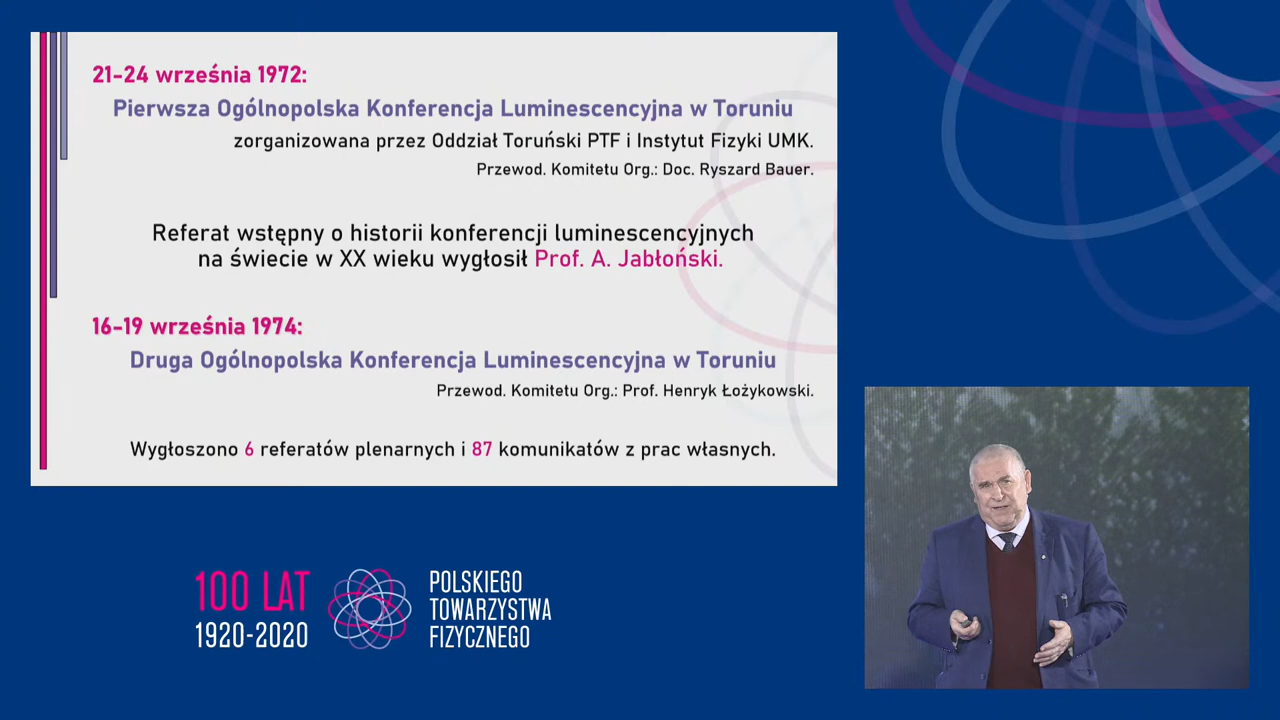 21-24 września 1972:
Pierwsza Ogólnopolska Konferencja Luminescencyjna w Toruniu
zorganizowana przez Oddział Toruński PTF i Instytut Fizyki UMK.
Przewod. Komitetu Org.: Doc. Ryszard Bauer.
Referat wstępny o historii konferencji luminescencyjnych
na świecie w XX wieku wygłosił Prof. A. Jabłoński.
16-19 września 1974:
Druga Ogólnopolska Konferencja Luminescencyjna w Toruniu
Przewod. Komitetu Org.: Prof. Henryk Łożykowski.
Wygłoszono 6 referatów plenarnych i 87 komunikatów z prac własnych.
100 LAT
1920-2020
POLSKIEGO
TOWARZYSTWA
FIZYCZNEGO